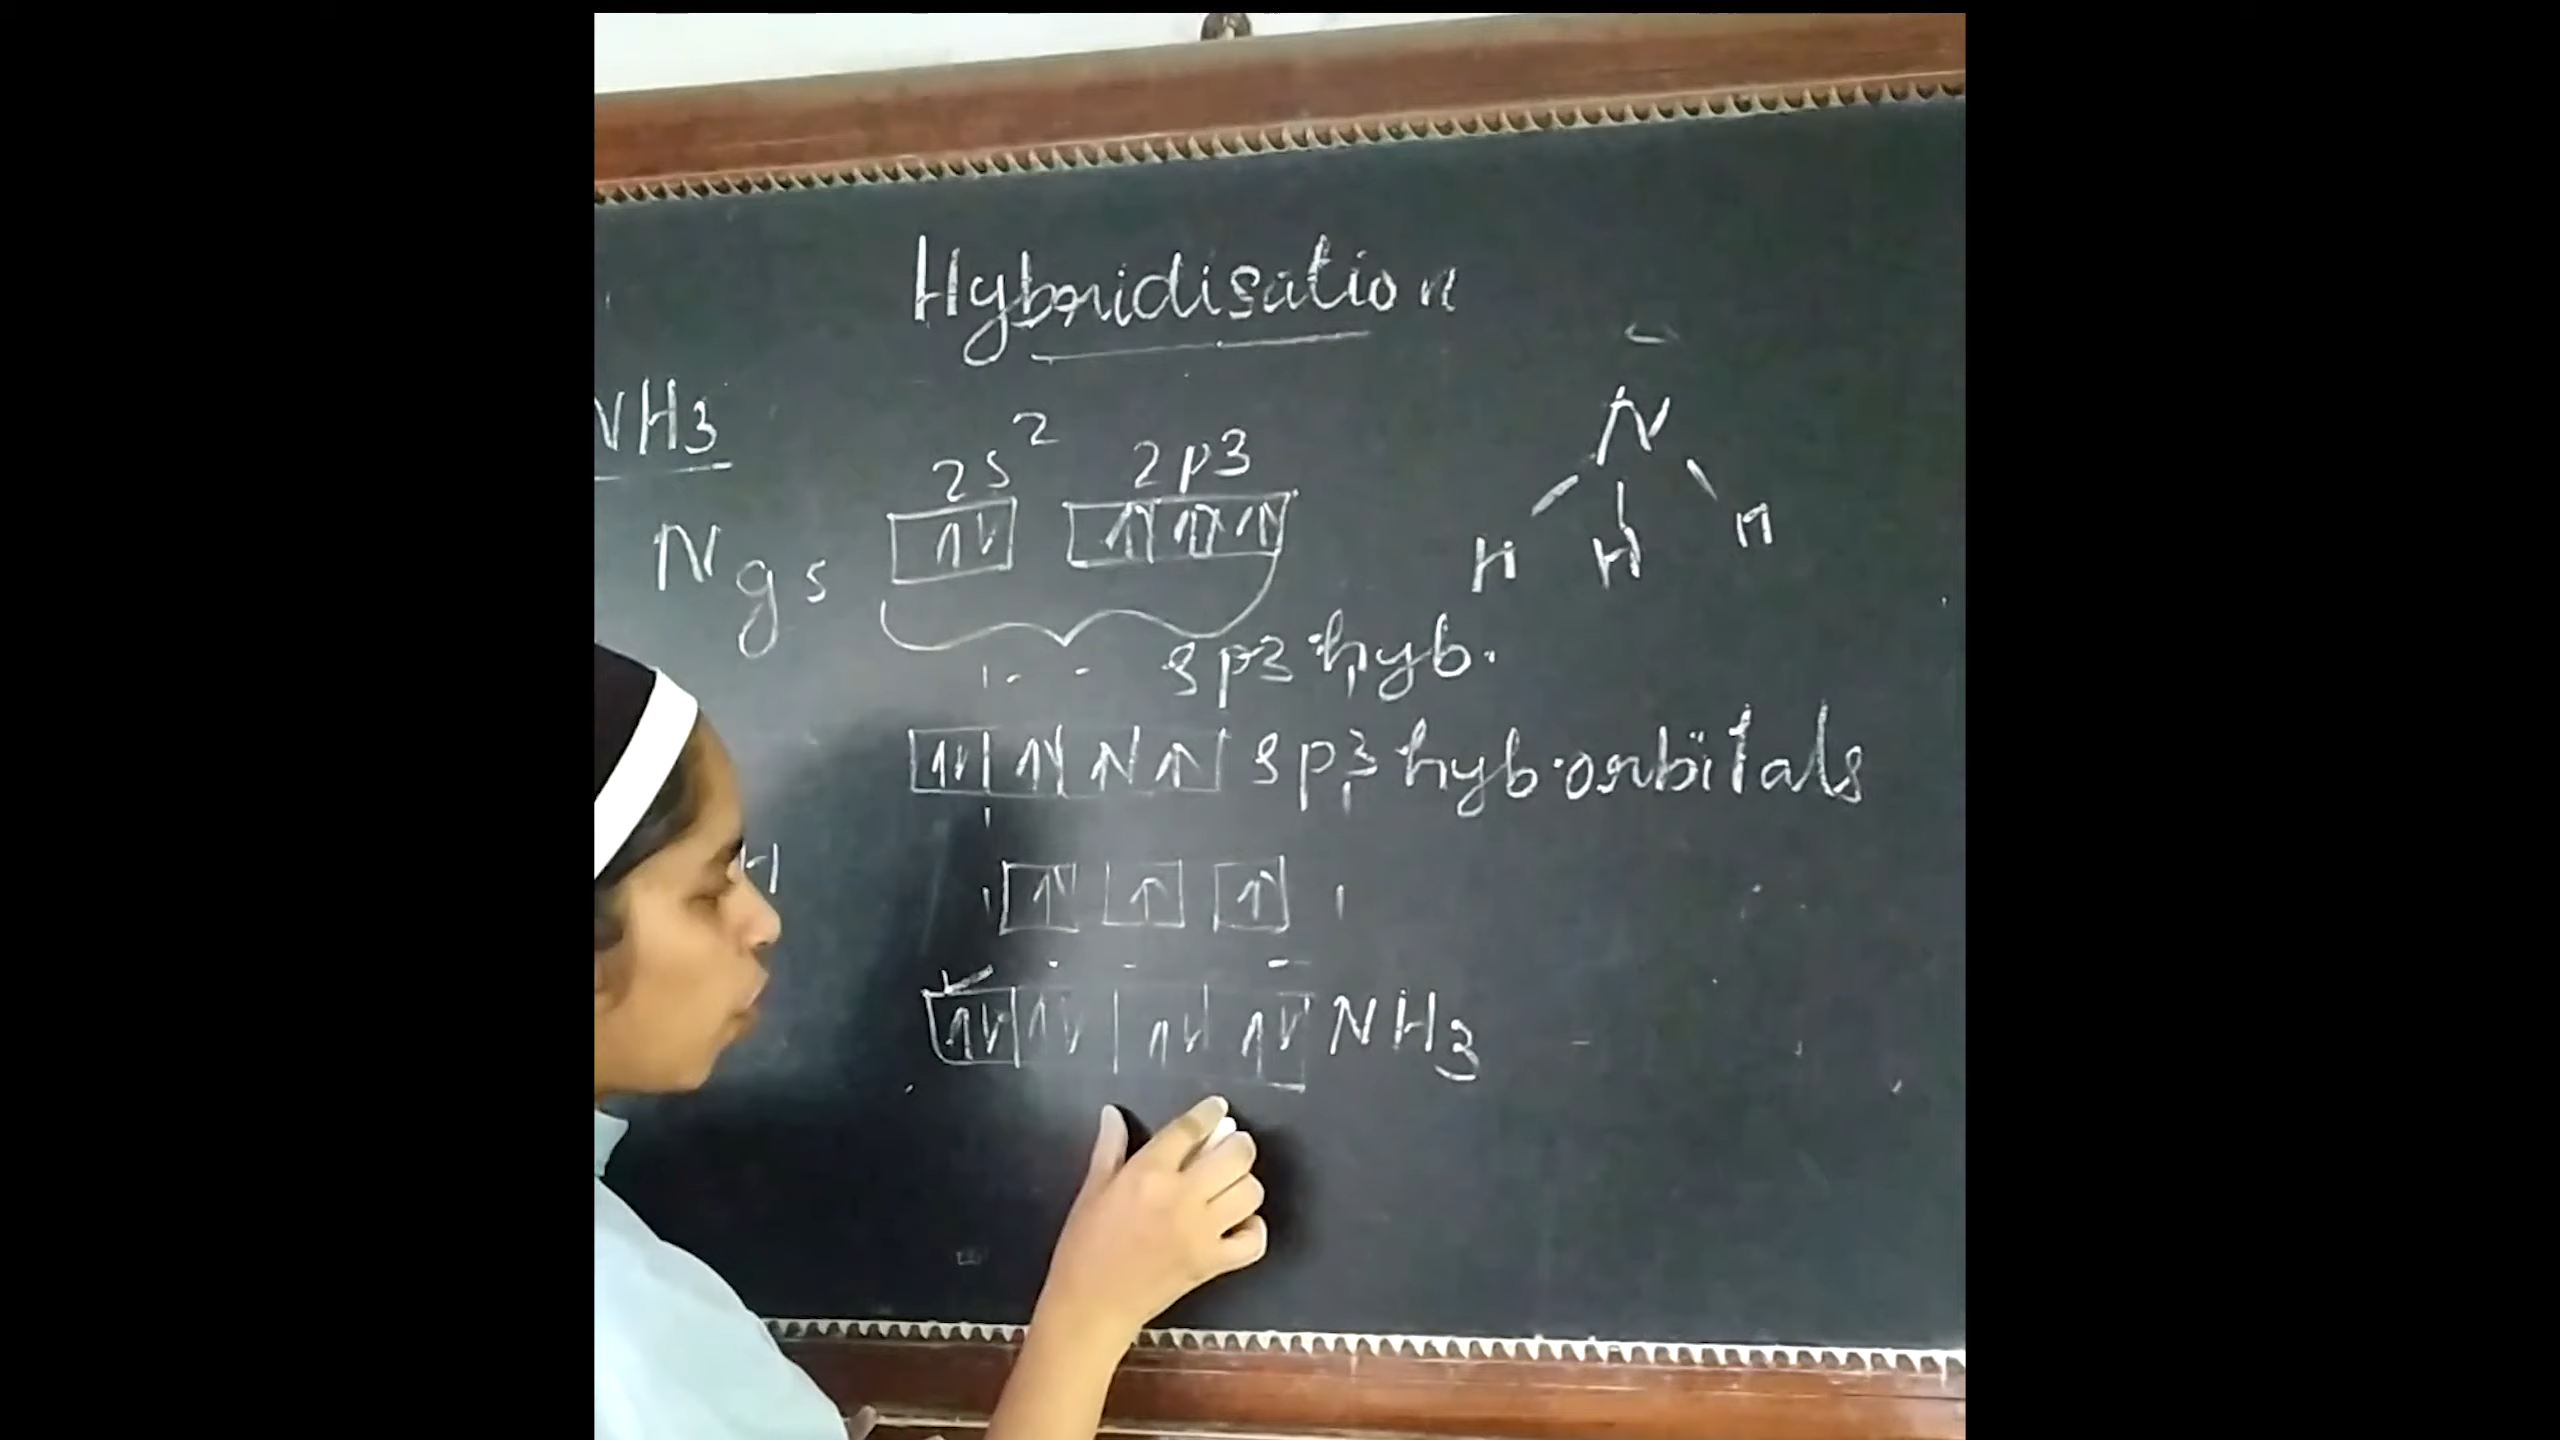 Hybridisation
NH3
2s² 2p3
N gs
sp3 hyb.
sp3 hyb. orbitals
H
NH3
N
H H H